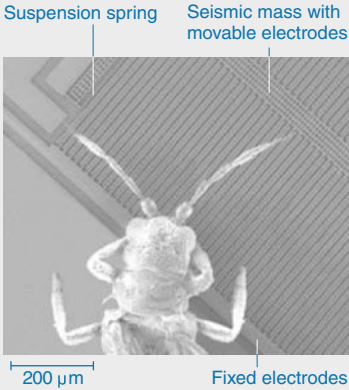 Suspension spring
Seismic mass with
movable electrodes
200 µm
Fixed electrodes